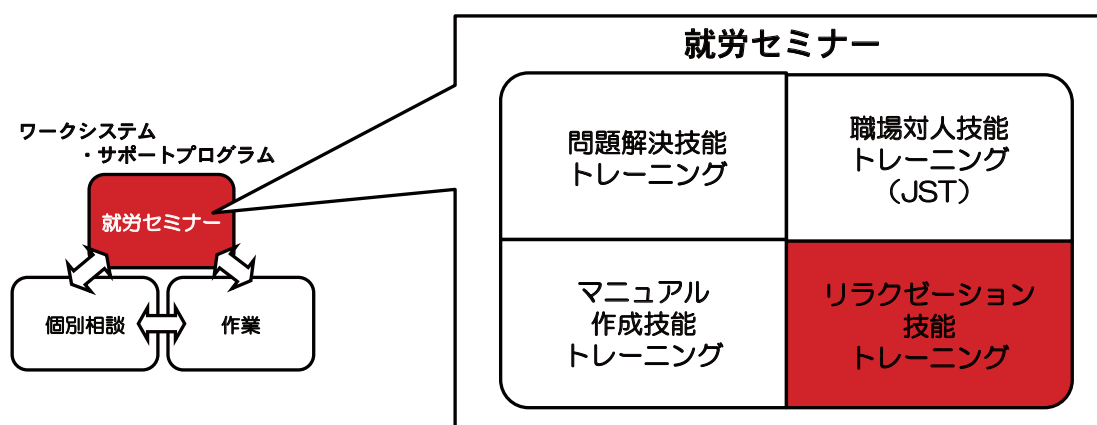 ワークシステム
・サポートプログラム
就労セミナー
個別相談
作業
就労セミナー
問題解決技能
トレーニング
職場対人技能
トレーニング
（JST）
マニュアル
作成技能
トレーニング
リラクゼーション
技能
トレーニング